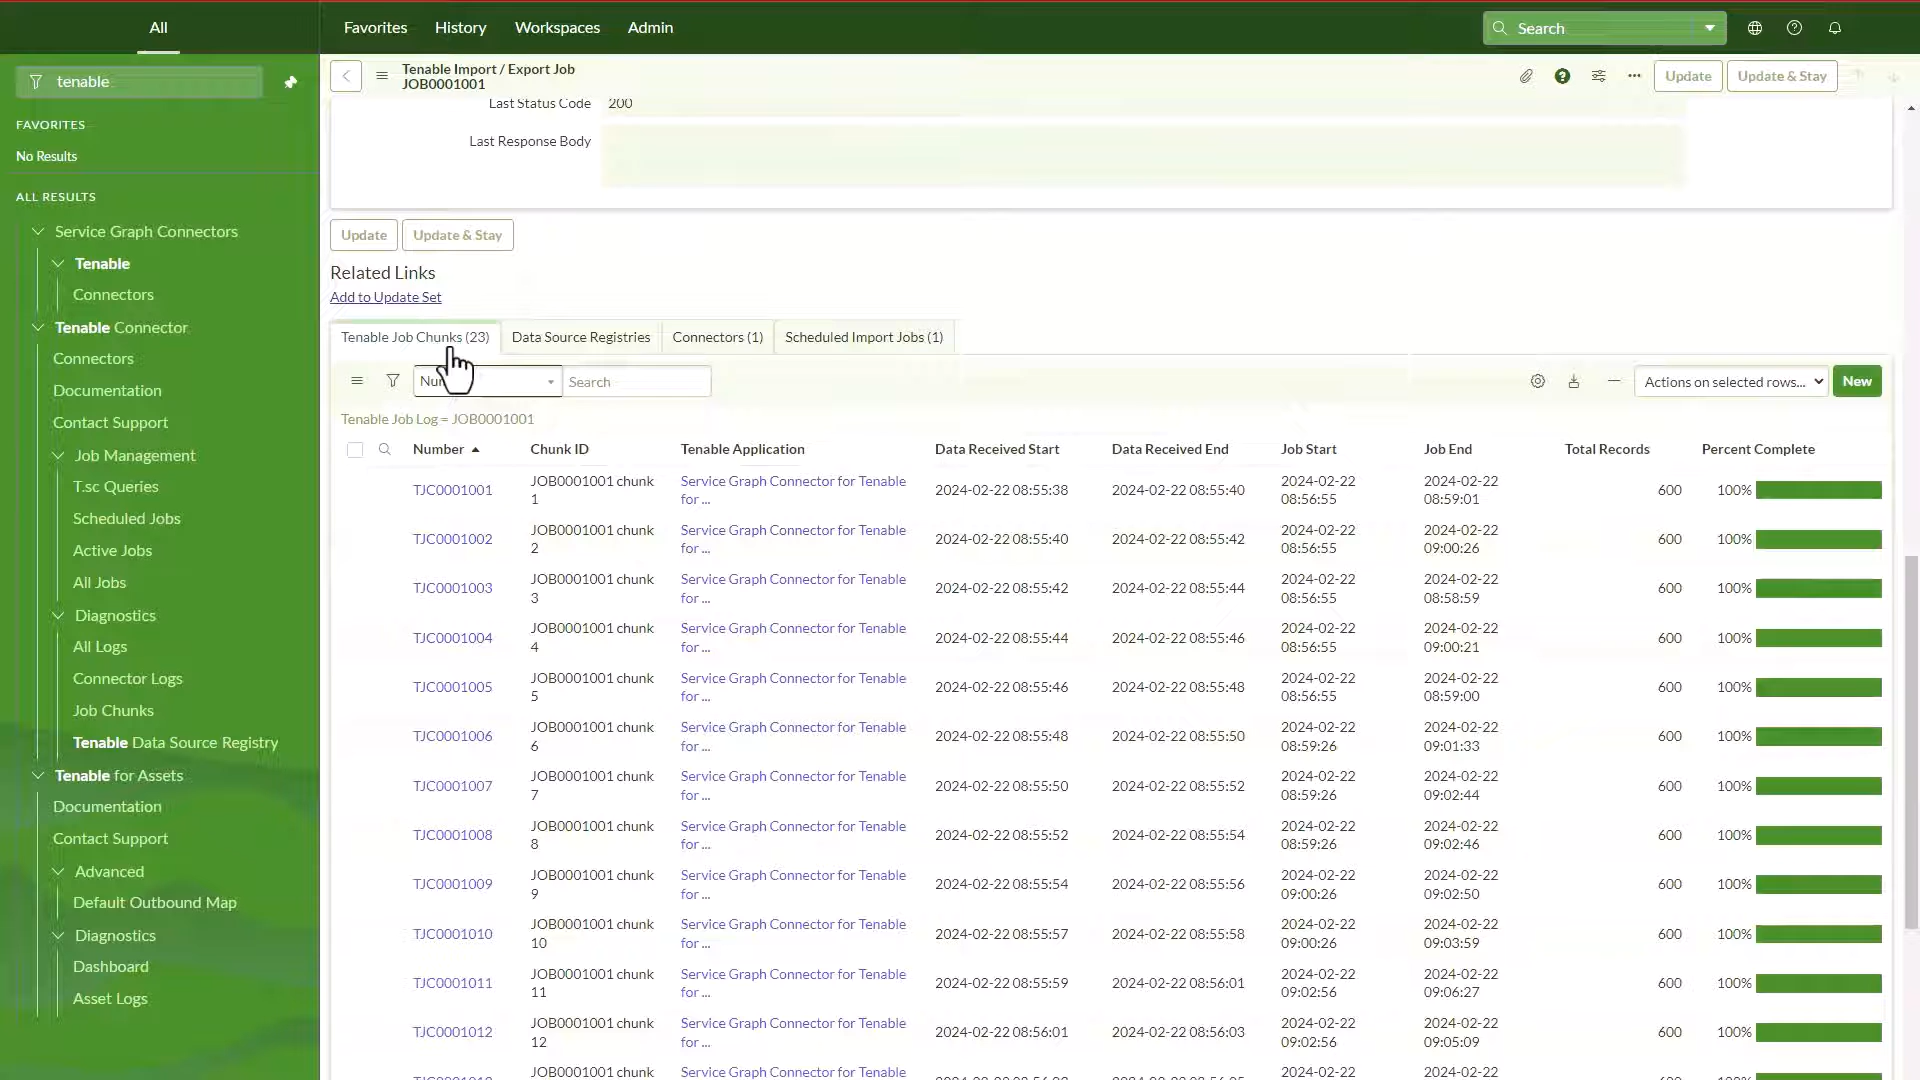 All
Favorites History Workspaces Admin
Search
tenable
Tenable Import / Export Job
JOB0001001
Update Update & Stay
FAVORITES
No Results
ALL RESULTS
Service Graph Connectors
Tenable
Connectors
Tenable Connector
Connectors
Documentation
Contact Support
Job Management
T.sc Queries
Scheduled Jobs
Active Jobs
All Jobs
Diagnostics
All Logs
Connector Logs
Job Chunks
Tenable Data Source Registry
Tenable for Assets
Documentation
Contact Support
Advanced
Default Outbound Map
Diagnostics
Dashboard
Asset Logs
Last Status Code 200
Last Response Body
Update Update & Stay
Related Links
Add to Update Set
Tenable Job Chunks (23) Data Source Registries Connectors (1) Scheduled Import Jobs (1)
Search Actions on selected rows... New
Tenable Job Log = JOB0001001
Number Chunk ID Tenable Application Data Received Start Data Received End Job Start Job End Total Records Percent Complete
TJC0001001 JOB0001001 chunk 1 Service Graph Connector for Tenable for ... 2024-02-22 08:55:38 2024-02-22 08:55:40 2024-02-22 08:56:55 2024-02-22 08:59:01 600 100%
TJC0001002 JOB0001001 chunk 2 Service Graph Connector for Tenable for ... 2024-02-22 08:55:40 2024-02-22 08:55:42 2024-02-22 08:56:55 2024-02-22 09:00:26 600 100%
TJC0001003 JOB0001001 chunk 3 Service Graph Connector for Tenable for ... 2024-02-22 08:55:42 2024-02-22 08:55:44 2024-02-22 08:56:55 2024-02-22 08:58:59 600 100%
TJC0001004 JOB0001001 chunk 4 Service Graph Connector for Tenable for ... 2024-02-22 08:55:44 2024-02-22 08:55:46 2024-02-22 08:56:55 2024-02-22 09:00:21 600 100%
TJC0001005 JOB0001001 chunk 5 Service Graph Connector for Tenable for ... 2024-02-22 08:55:46 2024-02-22 08:55:48 2024-02-22 08:56:55 2024-02-22 08:59:00 600 100%
TJC0001006 JOB0001001 chunk 6 Service Graph Connector for Tenable for ... 2024-02-22 08:55:48 2024-02-22 08:55:50 2024-02-22 08:59:26 2024-02-22 09:01:33 600 100%
TJC0001007 JOB0001001 chunk 7 Service Graph Connector for Tenable for ... 2024-02-22 08:55:50 2024-02-22 08:55:52 2024-02-22 08:59:26 2024-02-22 09:02:44 600 100%
TJC0001008 JOB0001001 chunk 8 Service Graph Connector for Tenable for ... 2024-02-22 08:55:52 2024-02-22 08:55:54 2024-02-22 08:59:26 2024-02-22 09:02:46 600 100%
TJC0001009 JOB0001001 chunk 9 Service Graph Connector for Tenable for ... 2024-02-22 08:55:54 2024-02-22 08:55:56 2024-02-22 09:00:26 2024-02-22 09:02:50 600 100%
TJC0001010 JOB0001001 chunk 10 Service Graph Connector for Tenable for ... 2024-02-22 08:55:57 2024-02-22 08:55:58 2024-02-22 09:00:26 2024-02-22 09:03:59 600 100%
TJC0001011 JOB0001001 chunk 11 Service Graph Connector for Tenable for ... 2024-02-22 08:55:59 2024-02-22 08:56:01 2024-02-22 09:02:56 2024-02-22 09:06:27 600 100%
TJC0001012 JOB0001001 chunk 12 Service Graph Connector for Tenable for ... 2024-02-22 08:56:01 2024-02-22 08:56:03 2024-02-22 09:02:56 2024-02-22 09:05:09 600 100%
JOB0001001 chunk Service Graph Connector for Tenable 2024-02-22 2024-02-22